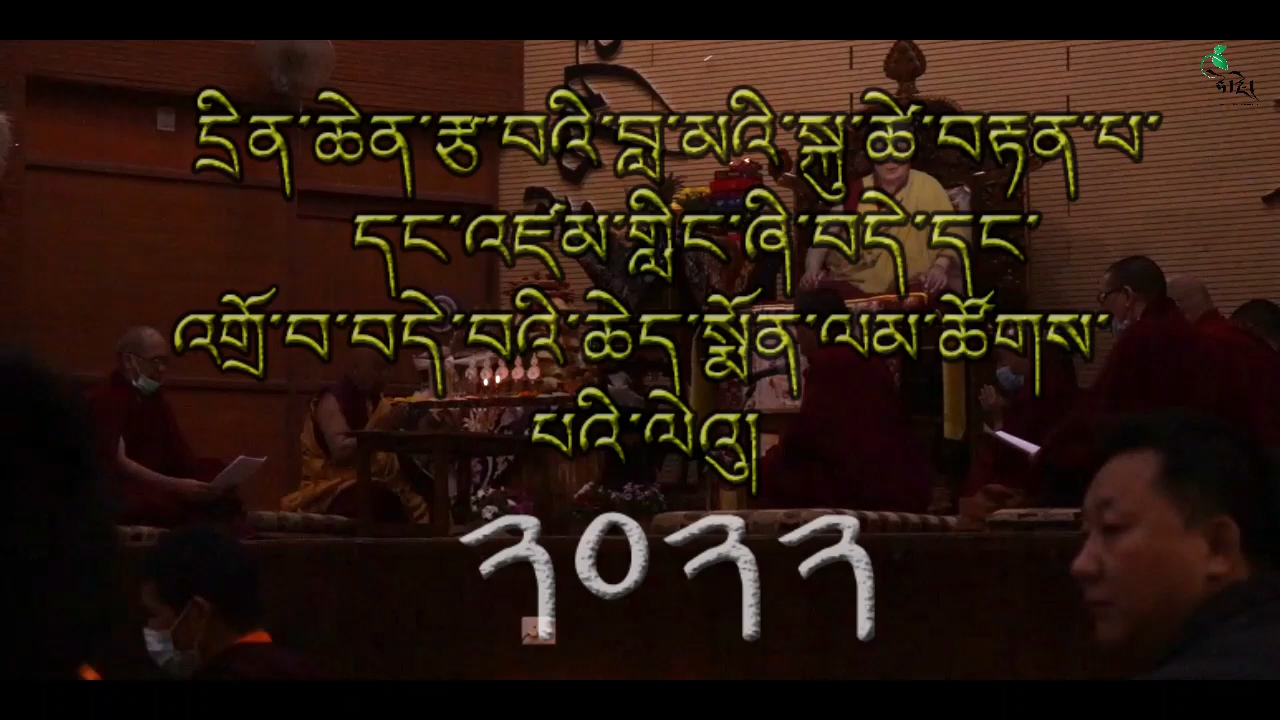 དྲིན་ཆེན་རྩ་བའི་བླ་མའི་སྐུ་ཚེ་བརྟན་པ་
དང་འཛམ་གླིང་ཞི་བདེ་དང་
འགྲོ་བ་བདེ་བའི་ཆེད་སྨོན་ལམ་ཚོགས་
པའི་ལེའུ།
༢༠༢༢